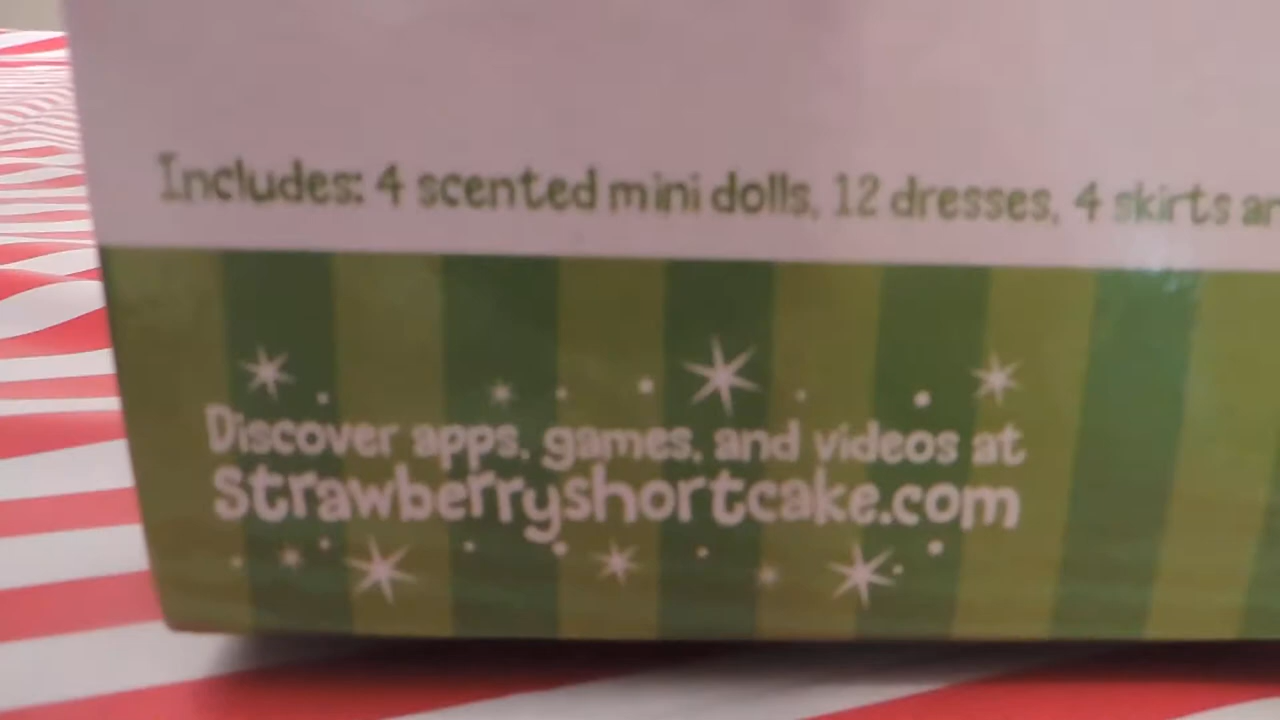 Includes: 4 scented mini dolls, 12 dresses, 4 skirts
Discover apps, games, and videos at
Strawberryshortcake.com